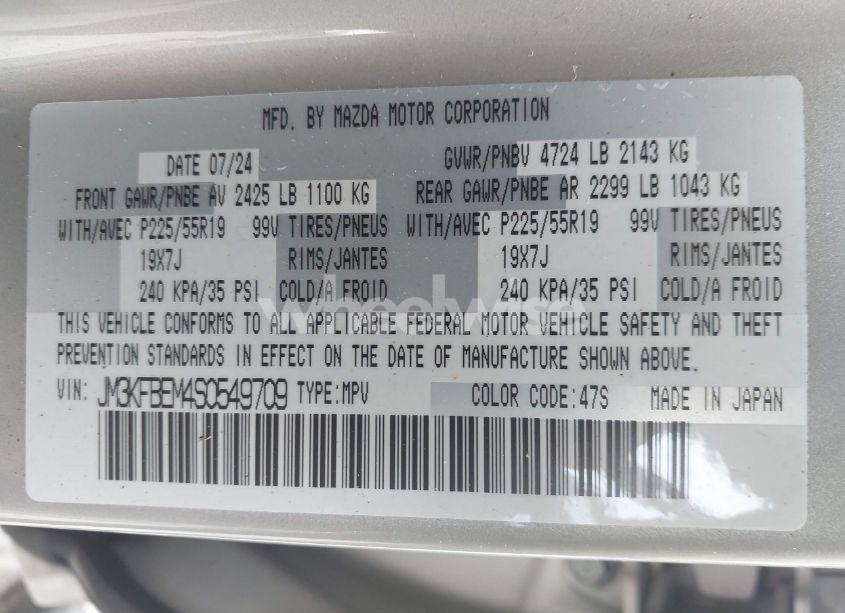 MFD. BY MAZDA MOTOR CORPORATION
DATE 07/24 GVWR/PNBV 4724 LB 2143 KG
FRONT GAWR/PNBE AV 2425 LB 1100 KG REAR GAWR/PNBE AR 2299 LB 1043 KG
WITH/AVEC P225/55R19 99V TIRES/PNEUS WITH/AVEC P225/55R19 99V TIRES/PNEUS
19X7J RIMS/JANTES 19X7J RIMS/JANTES
240 KPA/35 PSI COLD/A FROID 240 KPA/35 PSI COLD/A FROID
wheelwise
THIS VEHICLE CONFORMS TO ALL APPLICABLE FEDERAL MOTOR VEHICLE SAFETY AND THEFT
PREVENTION STANDARDS IN EFFECT ON THE DATE OF MANUFACTURE SHOWN ABOVE.
VIN: JM3KFBEM4S0549709 TYPE:MPV COLOR CODE:47S MADE IN JAPAN